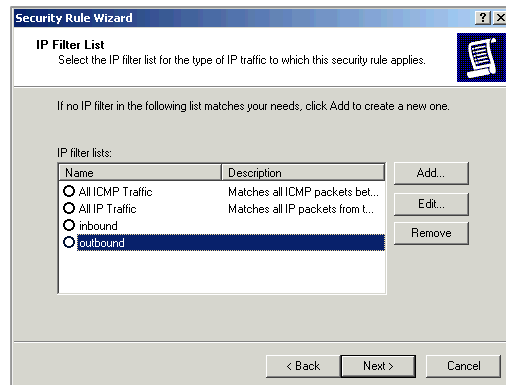 Security Rule Wizard
IP Filter List
Select the IP filter list for the type of IP traffic to which this security rule applies.
If no IP filter in the following list matches your needs, click Add to create a new one.
IP filter lists:
Name Description
All ICMP Traffic Matches all ICMP packets bet...
All IP Traffic Matches all IP packets from t...
inbound
outbound
Add...
Edit...
Remove
< Back Next > Cancel